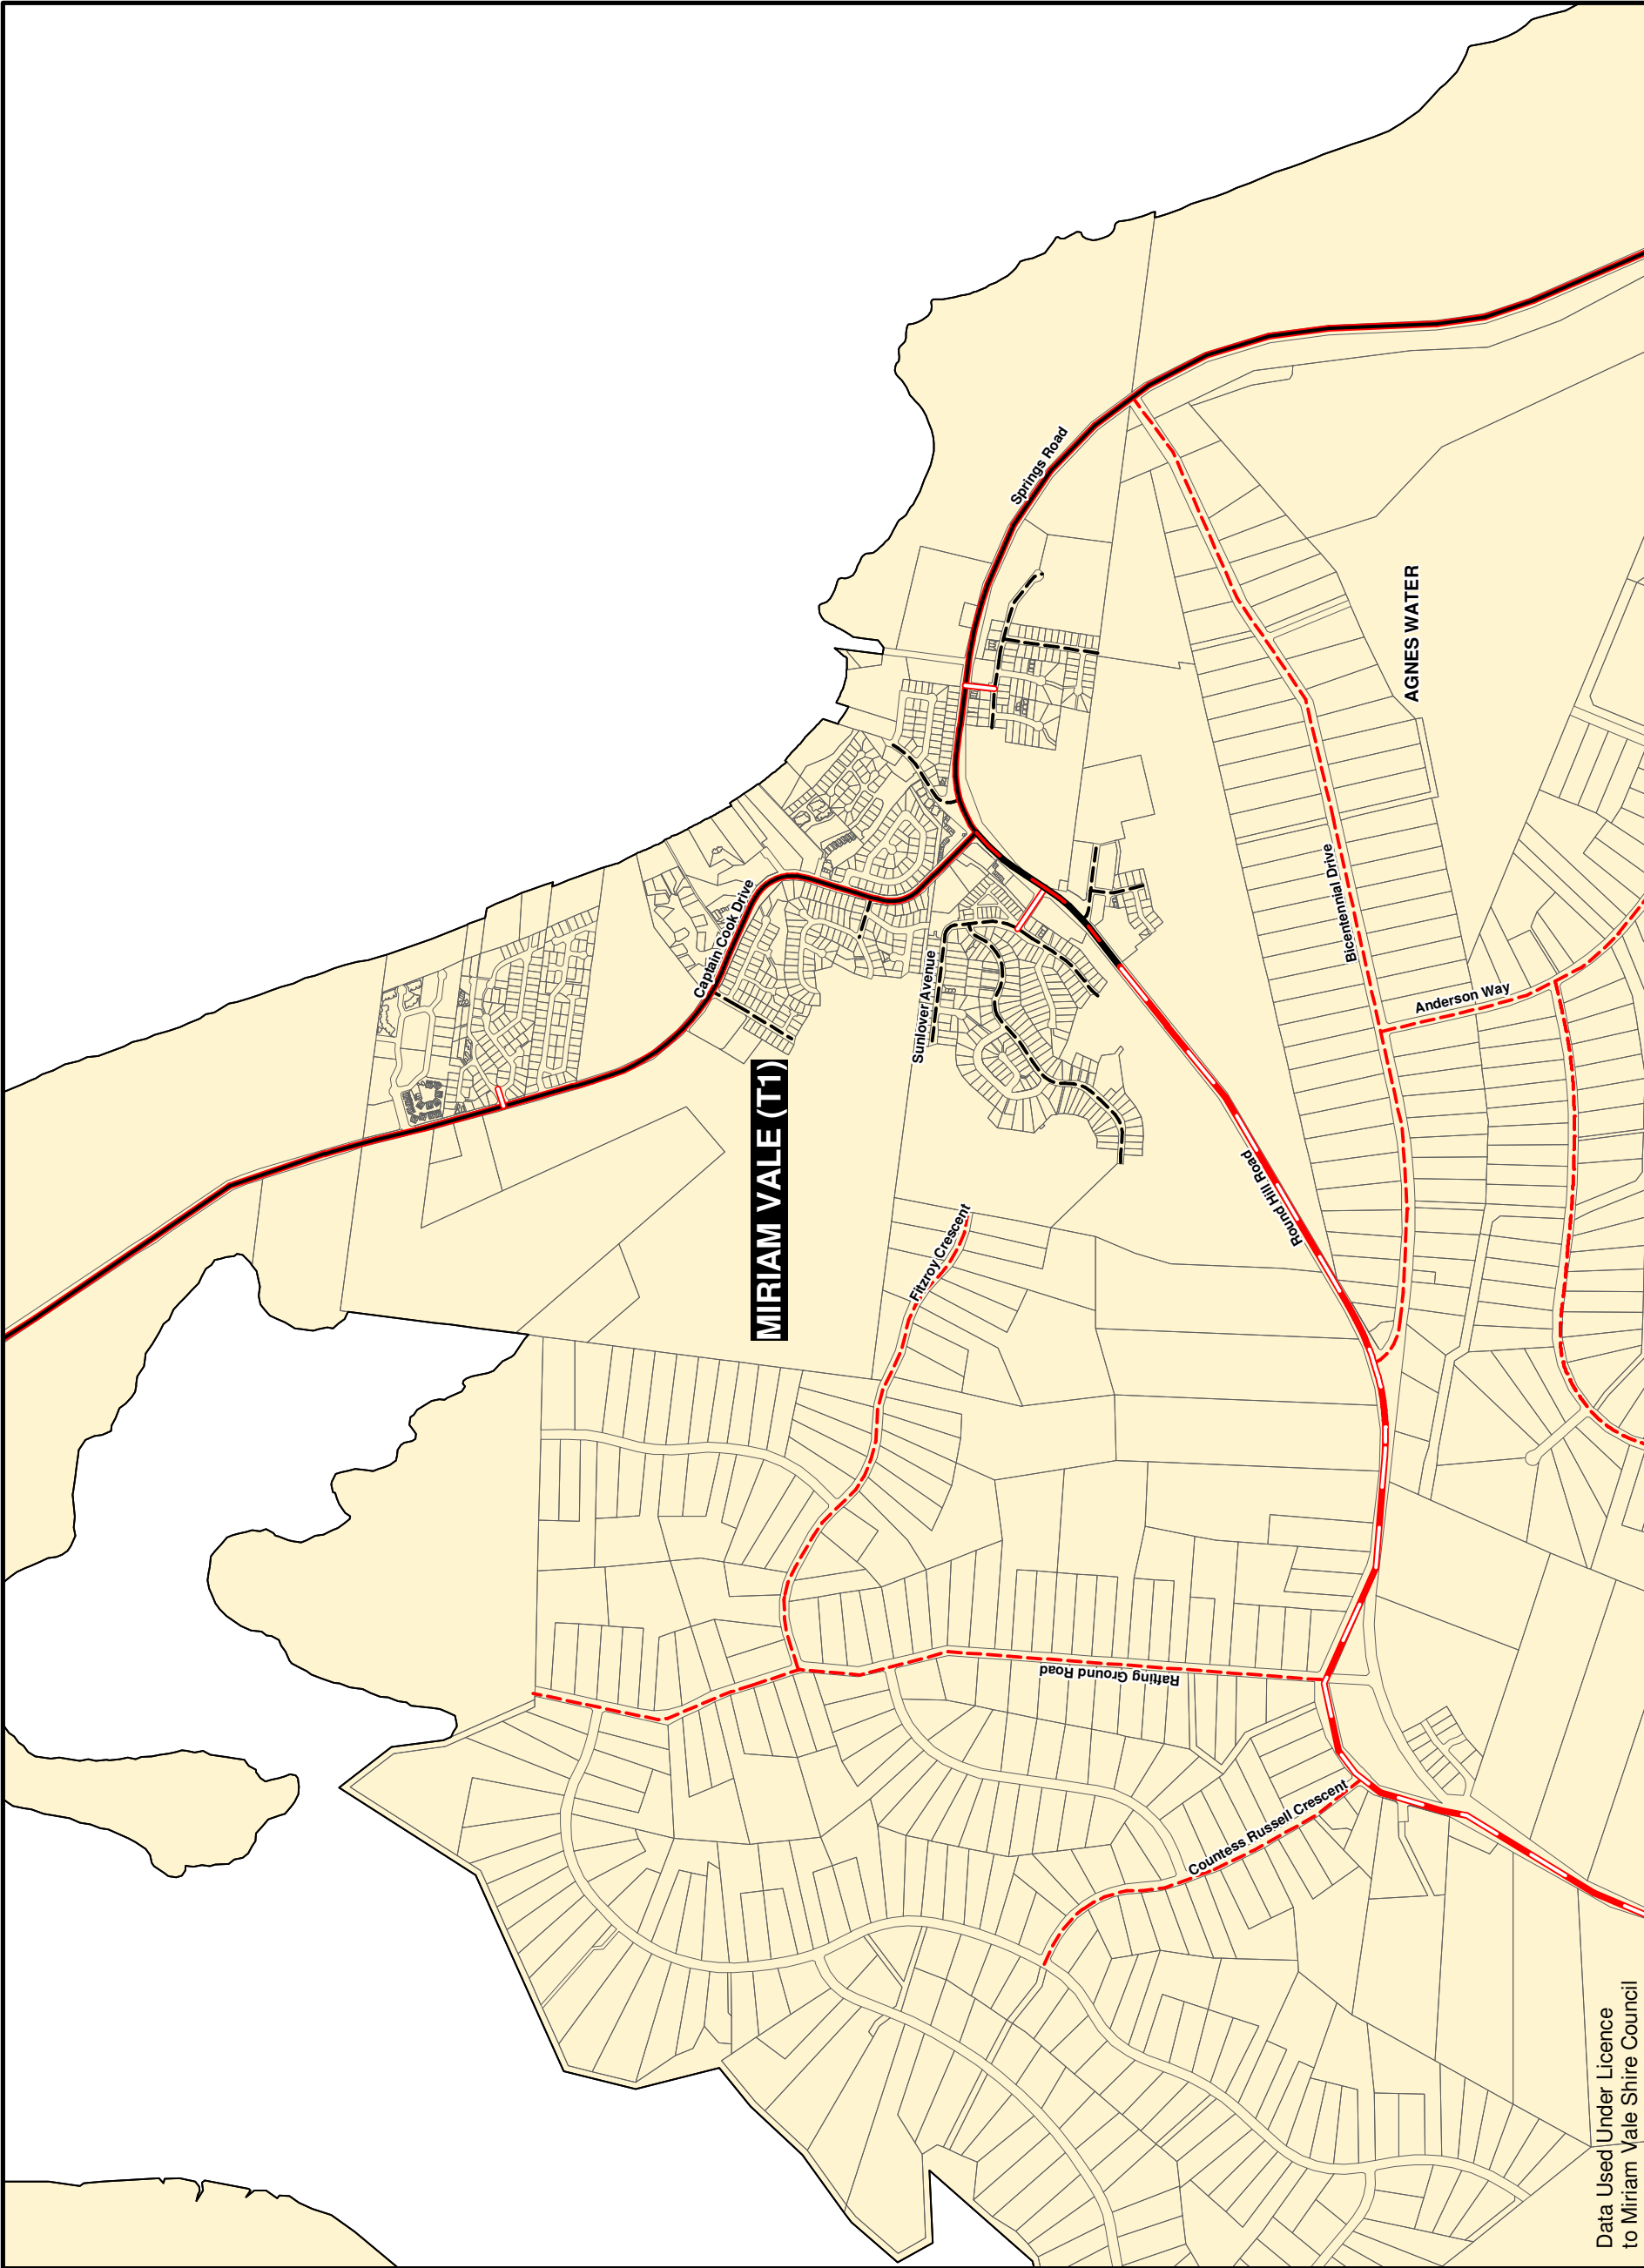 Springs Road
Captain Cook Drive
AGNES WATER
Sunlover Avenue
Bicentennial Drive
Anderson Way
MIRIAM VALE (T1)
Round Hill Road
Fitzroy Crescent
Rafting Ground Road
Countess Russell Crescent
Data Used Under Licence
to Miriam Vale Shire Council